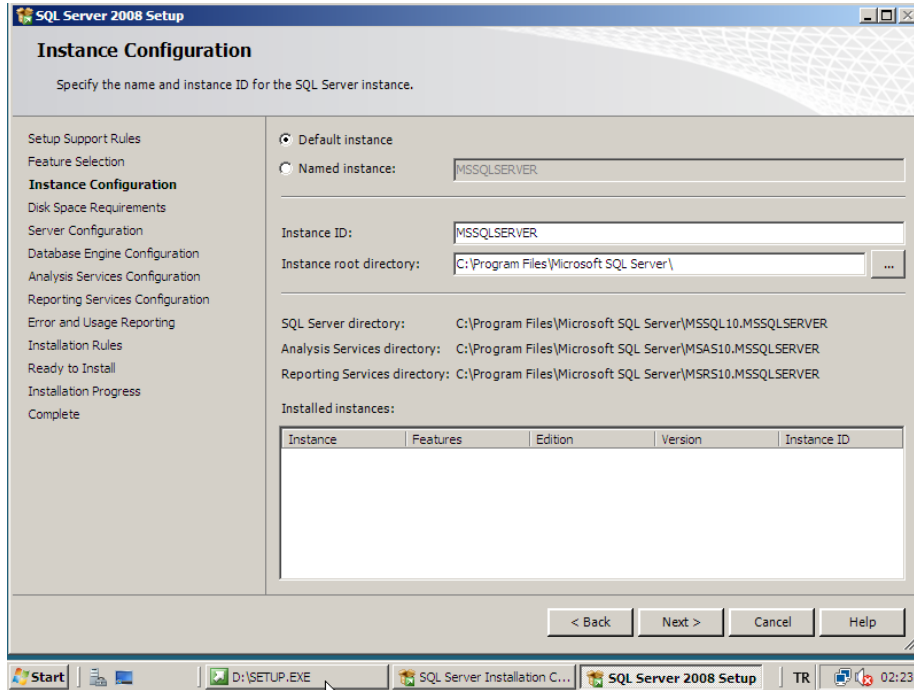 SQL Server 2008 Setup
Instance Configuration
Specify the name and instance ID for the SQL Server instance.
Setup Support Rules
Feature Selection
Instance Configuration
Disk Space Requirements
Server Configuration
Database Engine Configuration
Analysis Services Configuration
Reporting Services Configuration
Error and Usage Reporting
Installation Rules
Ready to Install
Installation Progress
Complete
Default instance
Named instance: MSSQLSERVER
Instance ID: MSSQLSERVER
Instance root directory: C:\Program Files\Microsoft SQL Server\ ...
SQL Server directory: C:\Program Files\Microsoft SQL Server\MSSQL10.MSSQLSERVER
Analysis Services directory: C:\Program Files\Microsoft SQL Server\MSAS10.MSSQLSERVER
Reporting Services directory: C:\Program Files\Microsoft SQL Server\MSRS10.MSSQLSERVER
Installed instances:
Instance Features Edition Version Instance ID
< Back Next > Cancel Help
Start D:\SETUP.EXE SQL Server Installation C... SQL Server 2008 Setup TR 02:23